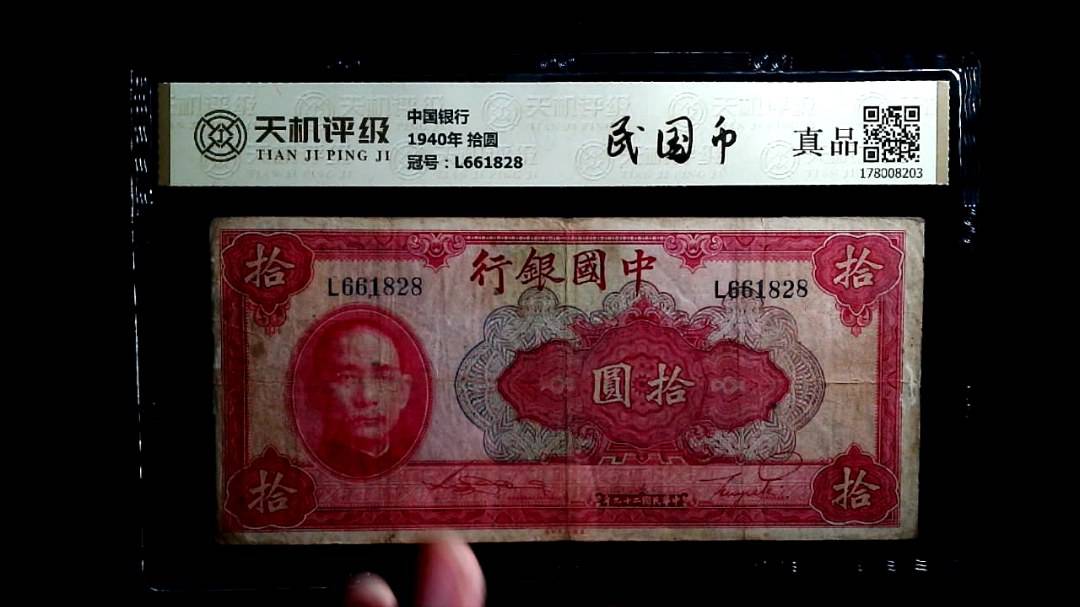 天机评级
TIAN JI PING JI
中国银行
1940年 拾圆
冠号：L661828
民国币
真品
178008203
拾
拾
行銀國中
L661828
L661828
圓拾
拾
拾